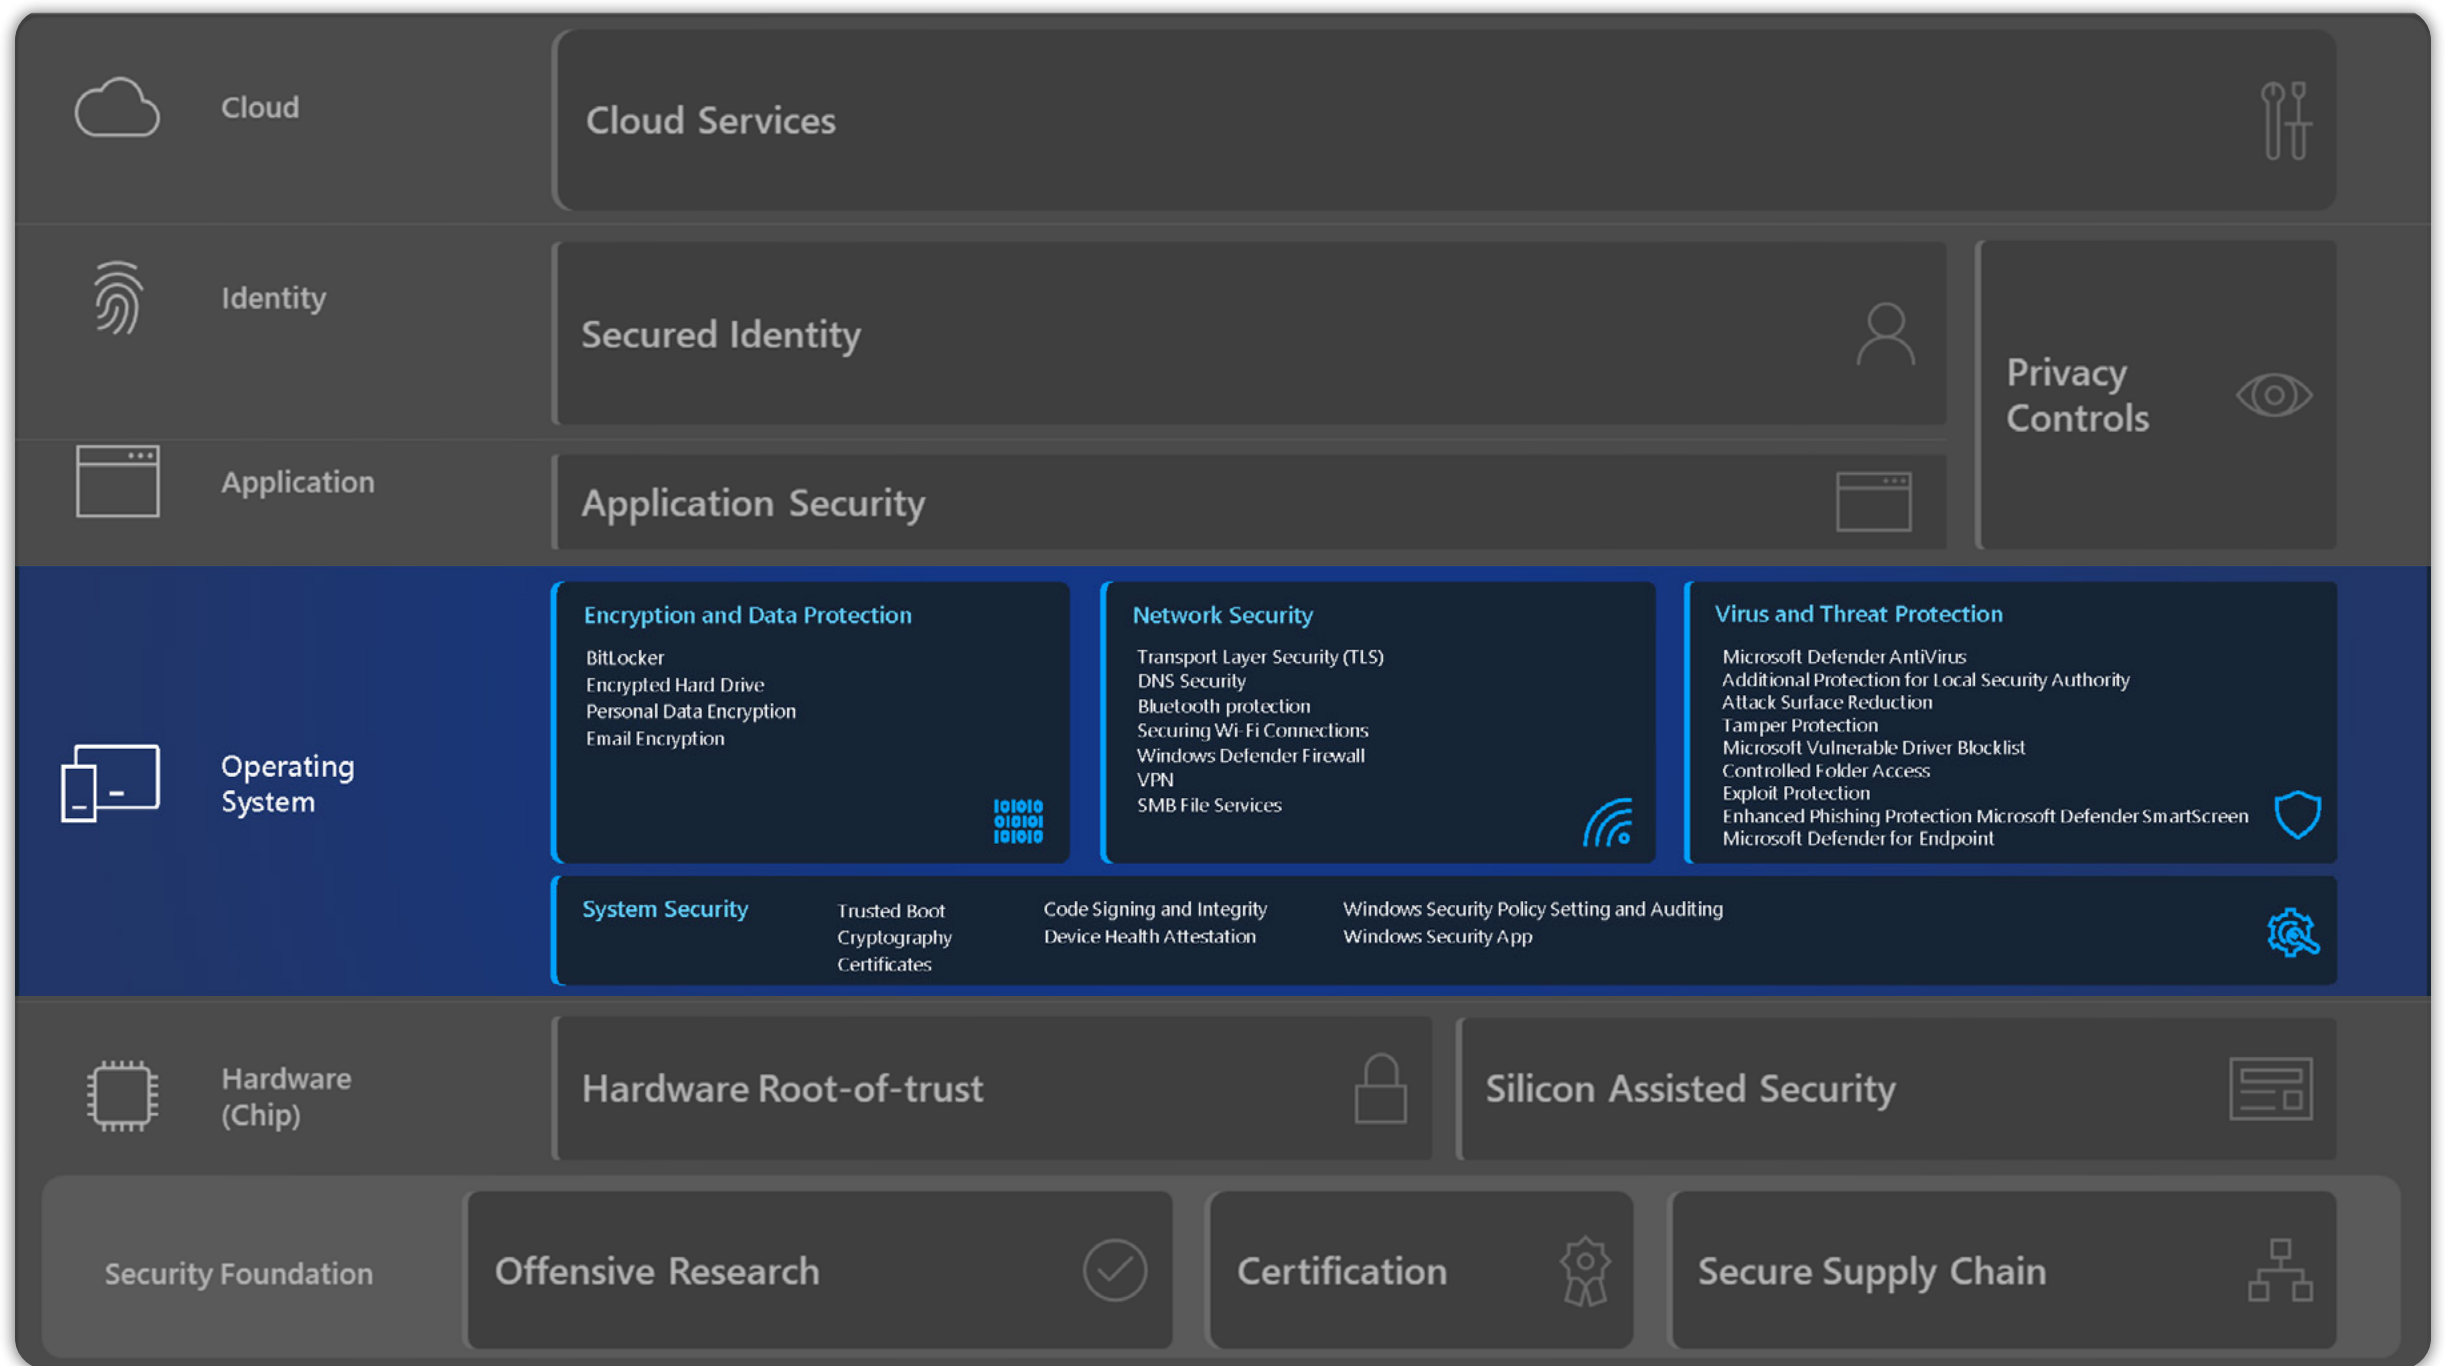 Cloud
Cloud Services
Identity
Secured Identity
Privacy
Controls
Application
Application Security
Operating
System
Encryption and Data Protection
BitLocker
Encrypted Hard Drive
Personal Data Encryption
Email Encryption
Network Security
Transport Layer Security (TLS)
DNS Security
Bluetooth protection
Securing Wi-Fi Connections
Windows Defender Firewall
VPN
SMB File Services
Virus and Threat Protection
Microsoft Defender AntiVirus
Additional Protection for Local Security Authority
Attack Surface Reduction
Tamper Protection
Microsoft Vulnerable Driver Blocklist
Controlled Folder Access
Exploit Protection
Enhanced Phishing Protection Microsoft Defender SmartScreen
Microsoft Defender for Endpoint
101010
010101
101010
System Security
Trusted Boot
Cryptography
Certificates
Code Signing and Integrity
Device Health Attestation
Windows Security Policy Setting and Auditing
Windows Security App
Hardware
(Chip)
Hardware Root-of-trust
Silicon Assisted Security
Security Foundation
Offensive Research
Certification
Secure Supply Chain